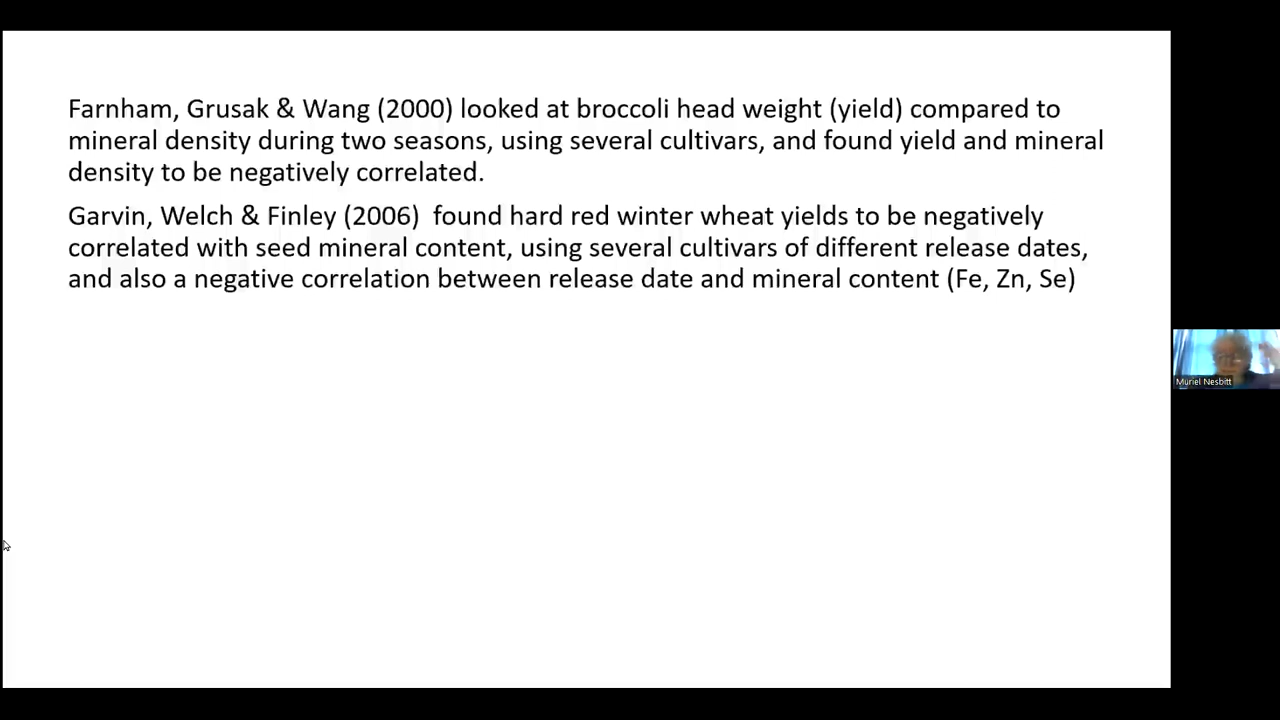 Farnham, Grusak & Wang (2000) looked at broccoli head weight (yield) compared to
mineral density during two seasons, using several cultivars, and found yield and mineral
density to be negatively correlated.
Garvin, Welch & Finley (2006)  found hard red winter wheat yields to be negatively
correlated with seed mineral content, using several cultivars of different release dates,
and also a negative correlation between release date and mineral content (Fe, Zn, Se)
Muriel Nesbitt